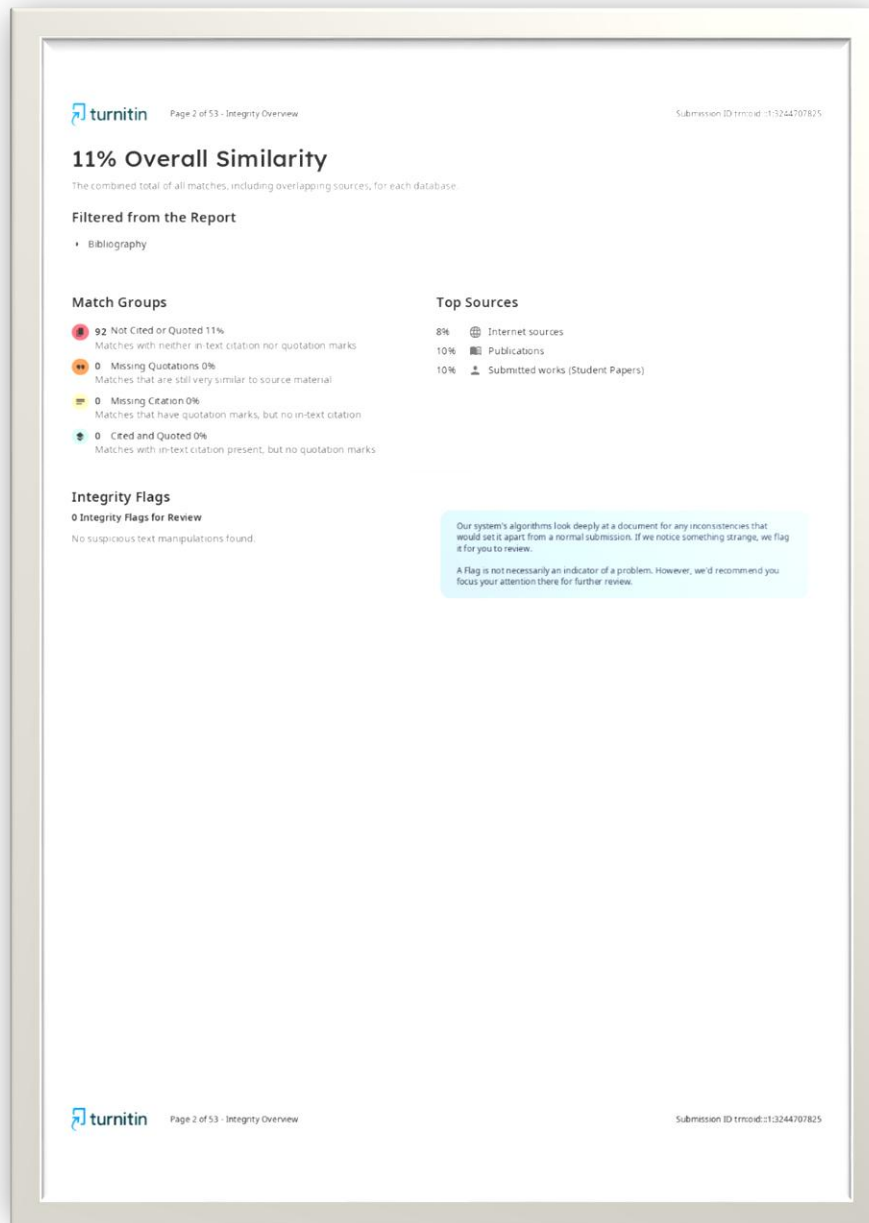 turnitin Page 2 of 53 - Integrity Overview Submission ID trn:oid:::1:3244707825
11% Overall Similarity
The combined total of all matches, including overlapping sources, for each database.
Filtered from the Report
Bibliography
Match Groups
92 Not Cited or Quoted 11%
Matches with neither in-text citation nor quotation marks
0 Missing Quotations 0%
Matches that are still very similar to source material
0 Missing Citation 0%
Matches that have quotation marks, but no in-text citation
0 Cited and Quoted 0%
Matches with in-text citation present, but no quotation marks
Top Sources
8% Internet sources
10% Publications
10% Submitted works (Student Papers)
Integrity Flags
0 Integrity Flags for Review
No suspicious text manipulations found.
Our system's algorithms look deeply at a document for any inconsistencies that
would set it apart from a normal submission. If we notice something strange, we flag
it for you to review.
A Flag is not necessarily an indicator of a problem. However, we'd recommend you
focus your attention there for further review.
turnitin Page 2 of 53 - Integrity Overview Submission ID trn:oid:::1:3244707825